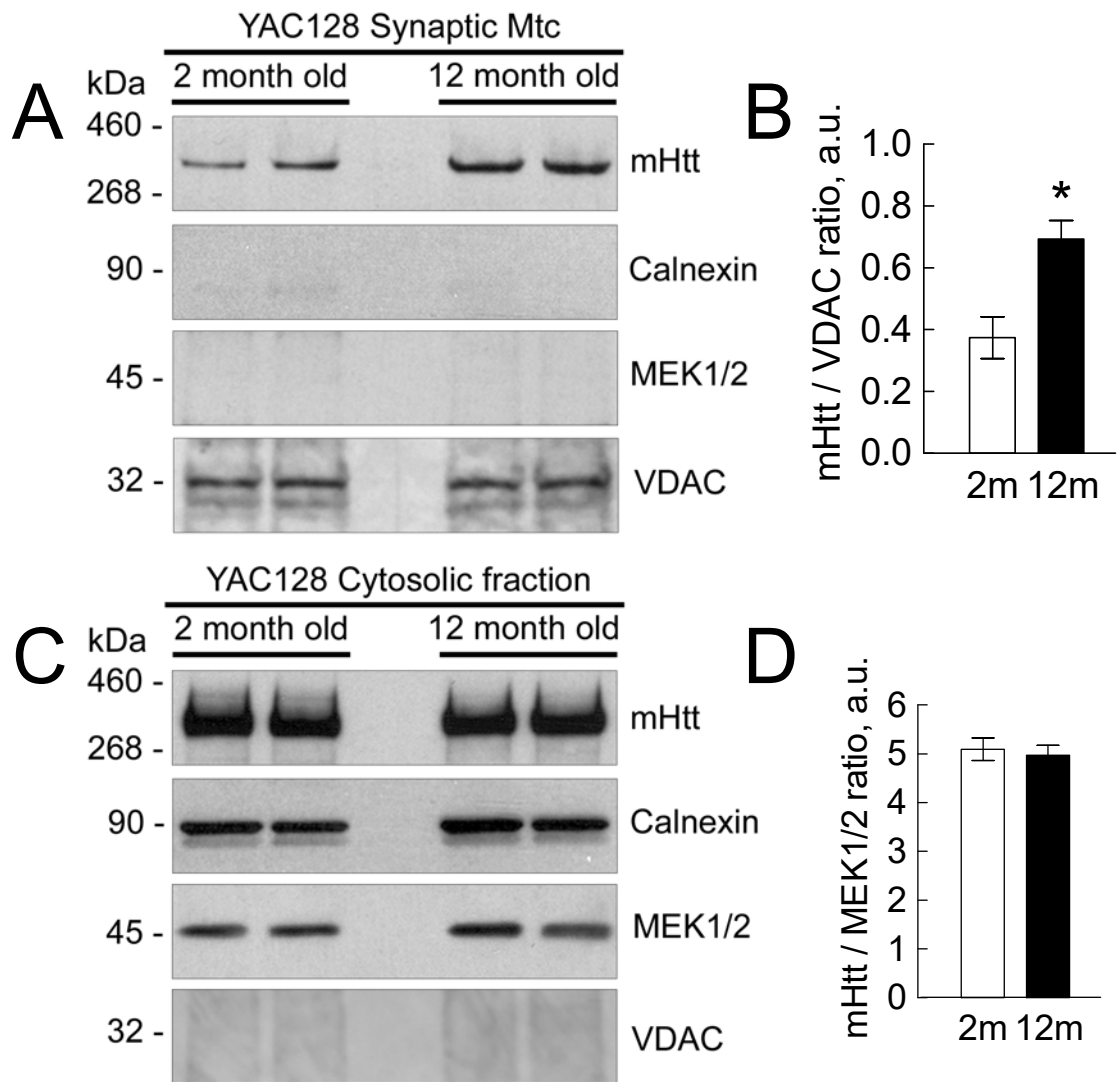 A
YAC128 Synaptic Mtc
kDa
2 month old
12 month old
460 -
268 -
mHtt
90 -
Calnexin
45 -
MEK1/2
32 -
VDAC
B
mHtt / VDAC ratio, a.u.
1.0
0.8
0.6
0.4
0.2
0.0
*
2m 12m
C
YAC128 Cytosolic fraction
kDa
2 month old
12 month old
460 -
268 -
mHtt
90 -
Calnexin
45 -
MEK1/2
32 -
VDAC
D
mHtt / MEK1/2 ratio, a.u.
6
5
4
3
2
1
0
2m 12m